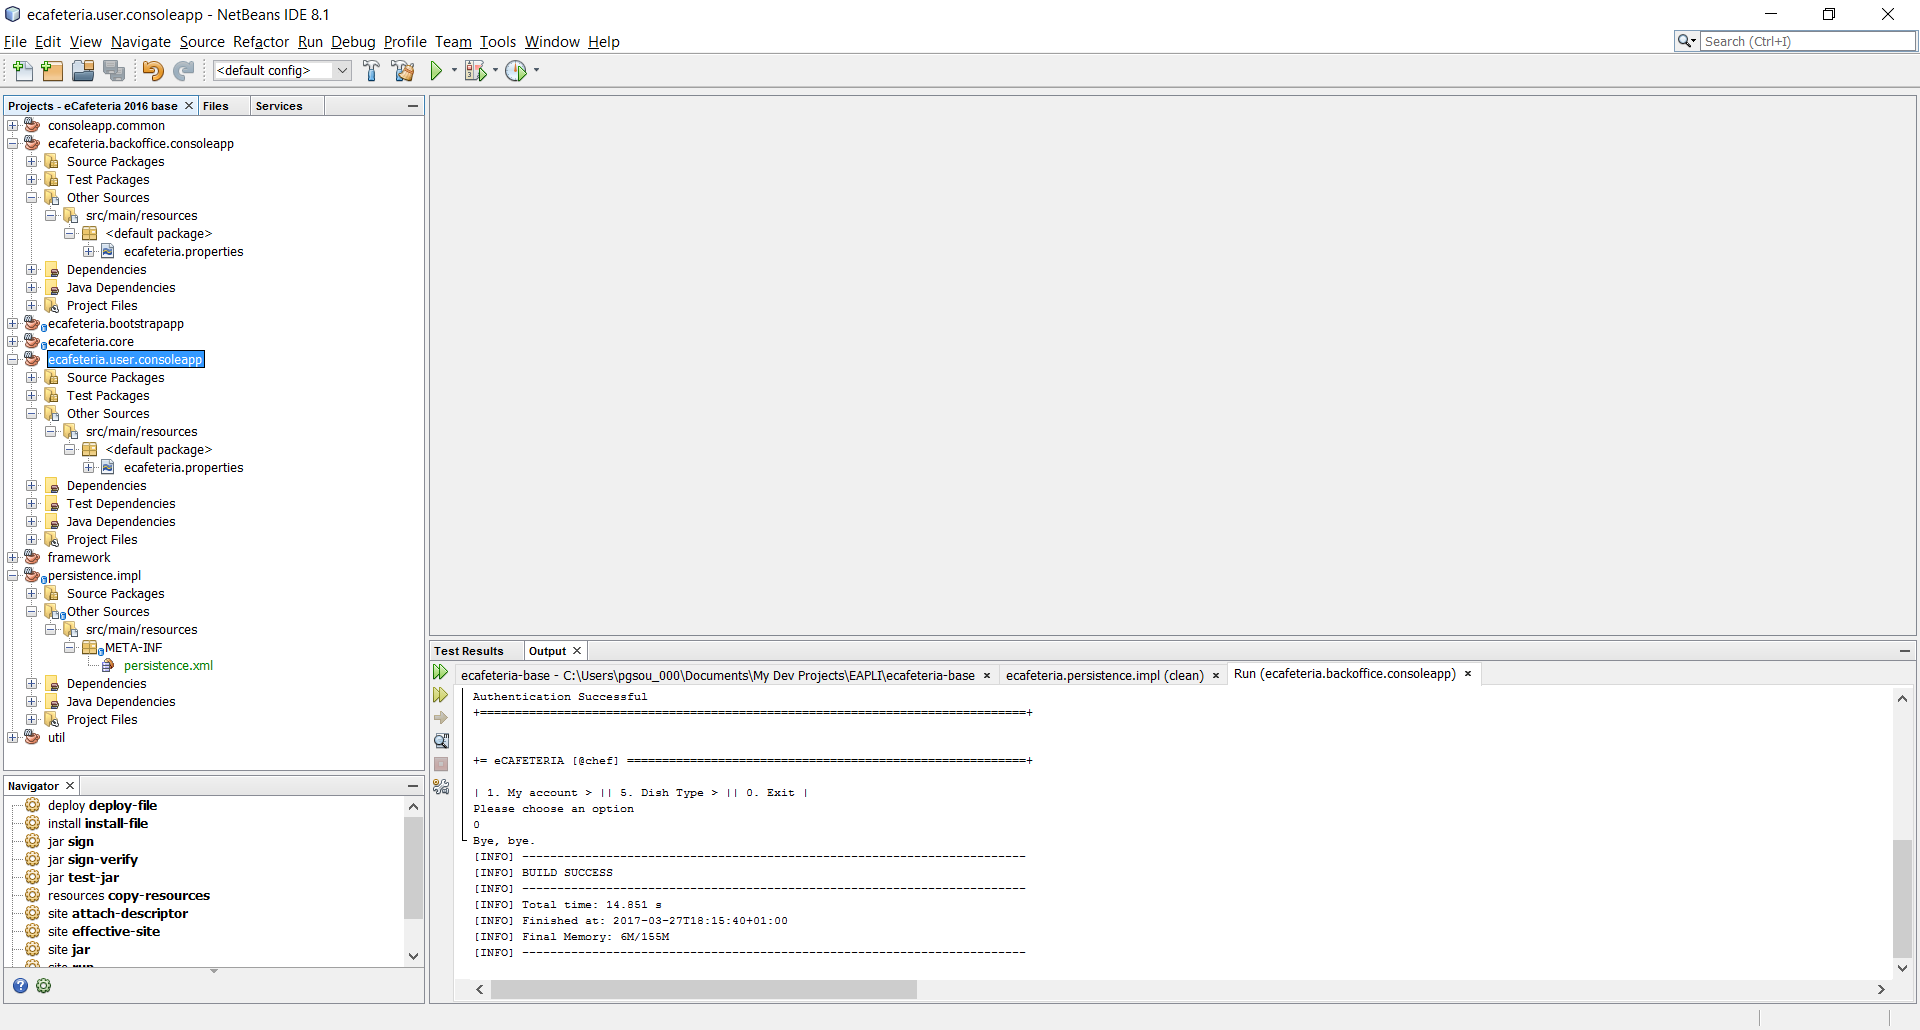 ecafeteria.user.consoleapp - NetBeans IDE 8.1
File Edit View Navigate Source Refactor Run Debug Profile Team Tools Window Help
Search (Ctrl+I)
<default config>
Projects - eCafeteria 2016 base
Files
Services
consoleapp.common
ecafeteria.backoffice.consoleapp
Source Packages
Test Packages
Other Sources
src/main/resources
<default package>
ecafeteria.properties
Dependencies
Java Dependencies
Project Files
ecafeteria.bootstrapapp
ecafeteria.core
ecafeteria.user.consoleapp
Source Packages
Test Packages
Other Sources
src/main/resources
<default package>
ecafeteria.properties
Dependencies
Test Dependencies
Java Dependencies
Project Files
framework
persistence.impl
Source Packages
Other Sources
src/main/resources
META-INF
persistence.xml
Dependencies
Java Dependencies
Project Files
util
Navigator
deploy deploy-file
install install-file
jar sign
jar sign-verify
jar test-jar
resources copy-resources
site attach-descriptor
site effective-site
site jar
site run
Test Results
Output
ecafeteria-base - C:\Users\pgsou_000\Documents\My Dev Projects\EAPLI\ecafeteria-base
ecafeteria.persistence.impl (clean)
Run (ecafeteria.backoffice.consoleapp)
Authentication Successful
+==============================================================================+
+= eCAFETERIA [@chef] =========================================================+
| 1. My account > || 5. Dish Type > || 0. Exit |
Please choose an option
0
Bye, bye.
[INFO] ------------------------------------------------------------------------
[INFO] BUILD SUCCESS
[INFO] ------------------------------------------------------------------------
[INFO] Total time: 14.851 s
[INFO] Finished at: 2017-03-27T18:15:40+01:00
[INFO] Final Memory: 6M/155M
[INFO] ------------------------------------------------------------------------